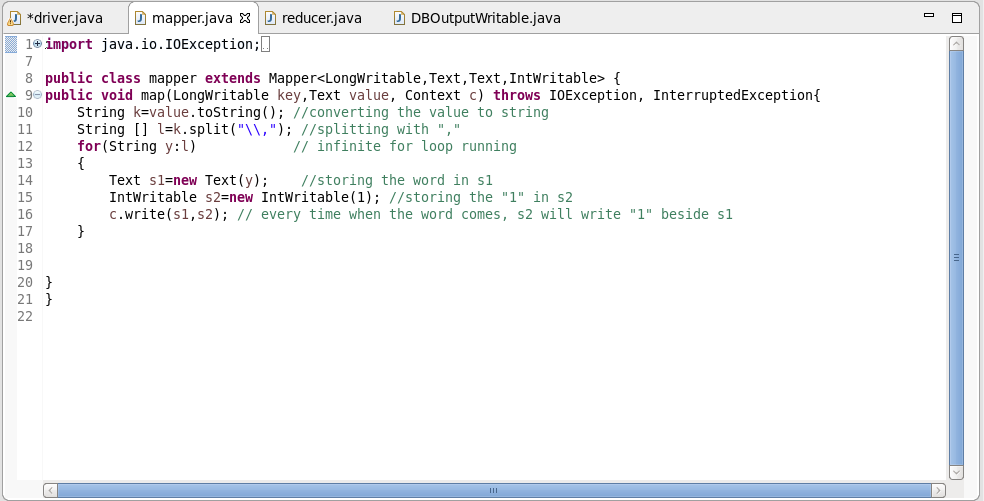 *driver.java mapper.java reducer.java DBOutputWritable.java
1 import java.io.IOException;
7
8 public class mapper extends Mapper<LongWritable,Text,Text,IntWritable> {
9 public void map(LongWritable key,Text value, Context c) throws IOException, InterruptedException{
10     String k=value.toString(); //converting the value to string
11     String [] l=k.split("\\,"); //splitting with ","
12     for(String y:l)            // infinite for loop running
13     {
14         Text s1=new Text(y);    //storing the word in s1
15         IntWritable s2=new IntWritable(1); //storing the "1" in s2
16         c.write(s1,s2); // every time when the word comes, s2 will write "1" beside s1
17     }
18
19
20 }
21 }
22